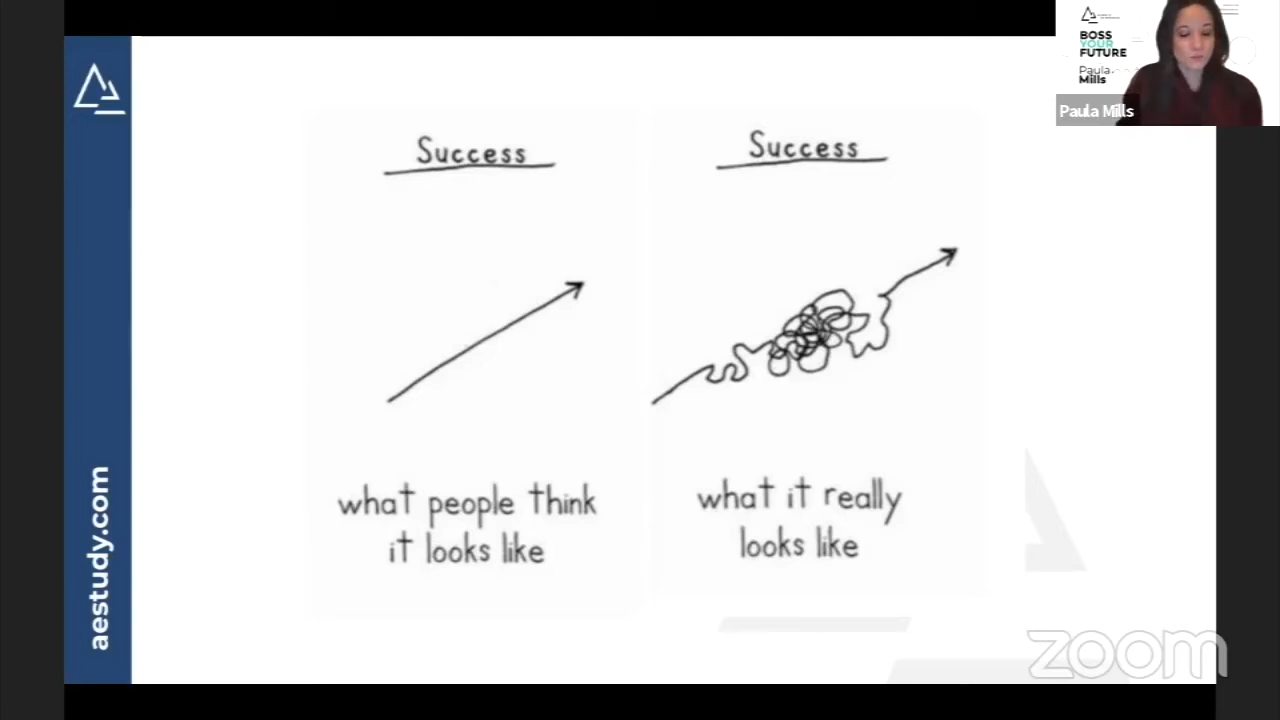 Success
what people think
it looks like
Success
what it really
looks like
aestudy.com
BOSS
YOUR
FUTURE
Paula
Mills
Paula Mills
zoom